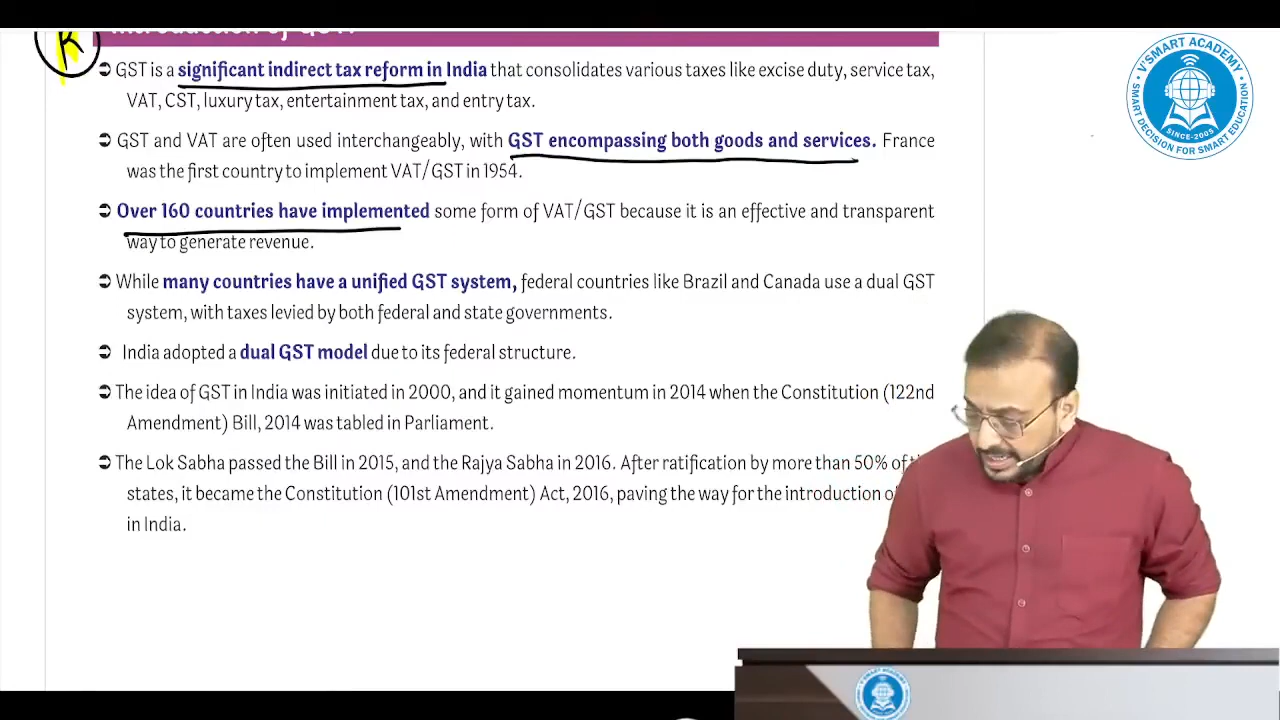 R
Introduction of GST:
➲ GST is a significant indirect tax reform in India that consolidates various taxes like excise duty, service tax,
VAT, CST, luxury tax, entertainment tax, and entry tax.
➲ GST and VAT are often used interchangeably, with GST encompassing both goods and services. France
was the first country to implement VAT/GST in 1954.
➲ Over 160 countries have implemented some form of VAT/GST because it is an effective and transparent
way to generate revenue.
➲ While many countries have a unified GST system, federal countries like Brazil and Canada use a dual GST
system, with taxes levied by both federal and state governments.
➲ India adopted a dual GST model due to its federal structure.
➲ The idea of GST in India was initiated in 2000, and it gained momentum in 2014 when the Constitution (122nd
Amendment) Bill, 2014 was tabled in Parliament.
➲ The Lok Sabha passed the Bill in 2015, and the Rajya Sabha in 2016. After ratification by more than 50% of
states, it became the Constitution (101st Amendment) Act, 2016, paving the way for the introduction
in India.
V'SMART ACADEMY
SINCE-2005
SMART DECISION FOR SMART EDUCATION